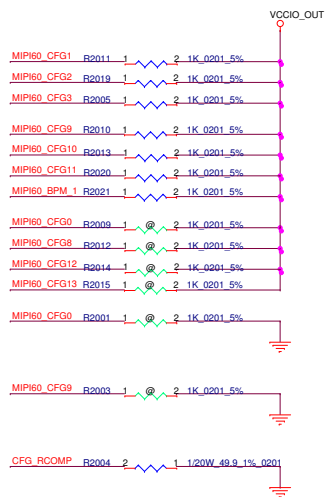 VCCIO_OUT
MIPI60_CFG1 R2011 1 2 1K_0201_5%
MIPI60_CFG2 R2019 1 2 1K_0201_5%
MIPI60_CFG3 R2005 1 2 1K_0201_5%
MIPI60_CFG9 R2010 1 2 1K_0201_5%
MIPI60_CFG10 R2013 1 2 1K_0201_5%
MIPI60_CFG11 R2020 1 2 1K_0201_5%
MIPI60_BPM_1 R2021 1 2 1K_0201_5%
MIPI60_CFG0 R2009 1 @ 2 1K_0201_5%
MIPI60_CFG8 R2012 1 @ 2 1K_0201_5%
MIPI60_CFG12 R2014 1 @ 2 1K_0201_5%
MIPI60_CFG13 R2015 1 @ 2 1K_0201_5%
MIPI60_CFG0 R2001 1 @ 2 1K_0201_5%
MIPI60_CFG9 R2003 1 @ 2 1K_0201_5%
CFG_RCOMP R2004 2 1 1/20W_49.9_1%_0201